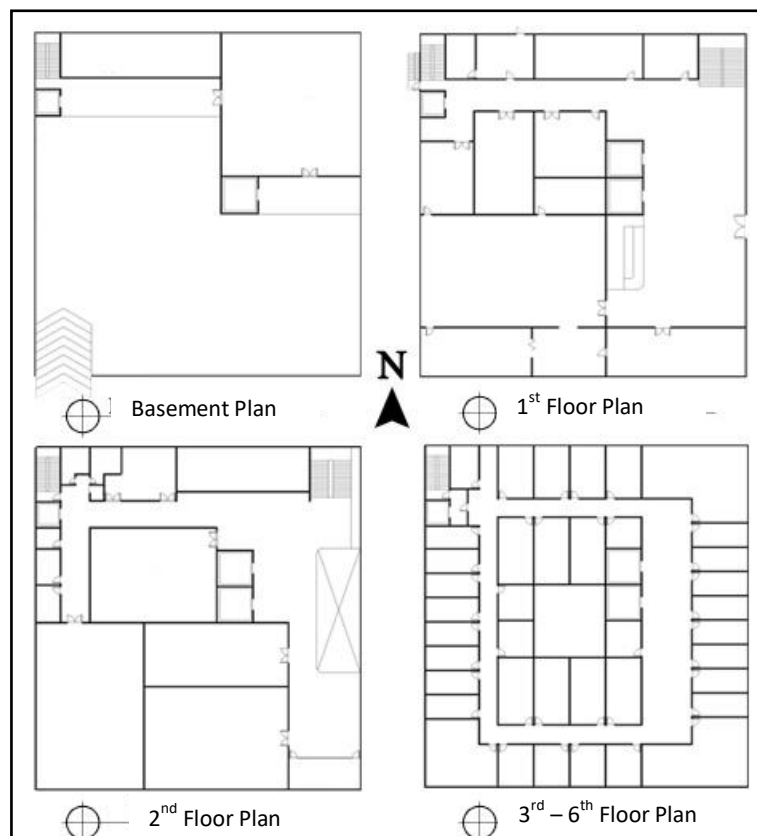 N
Basement Plan
1st Floor Plan
2nd Floor Plan
3rd – 6th Floor Plan